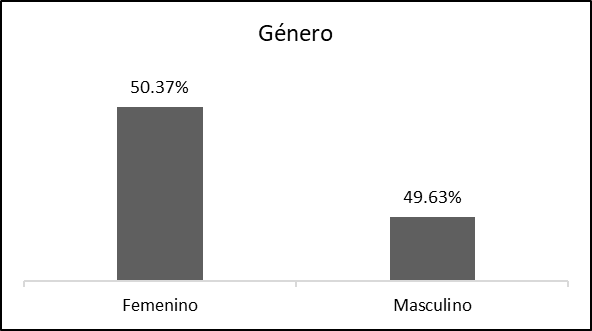 Género
50.37%
49.63%
Femenino
Masculino